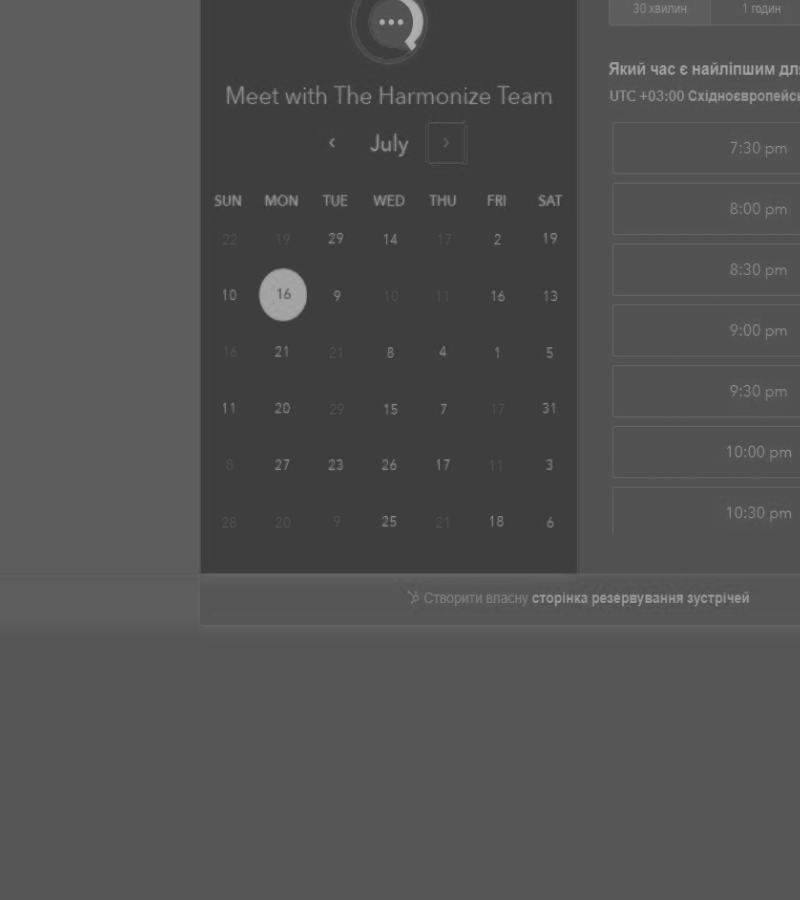 30 хвилин 1 годин
Meet with The Harmonize Team
Який час є найліпшим
UTC +03:00
July
SUN MON TUE WED THU FRI SAT
22 19 29 14 17 2 19
10 16 9 10 11 16 13
16 21 21 8 4 1 5
11 20 29 15 7 17 31
8 27 23 26 17 11 3
28 20 9 25 21 18 6
7:30 pm
8:00 pm
8:30 pm
9:00 pm
9:30 pm
10:00 pm
10:30 pm
Створити власну сторінка резервування зустрічей